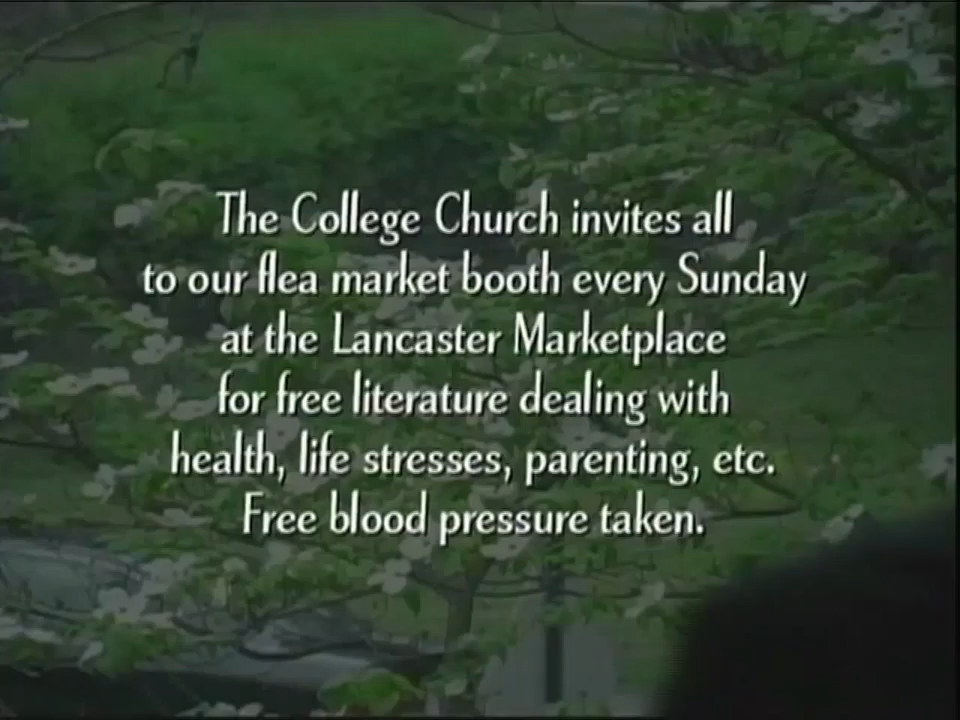 The College Church invites all
to our flea market booth every Sunday
at the Lancaster Marketplace
for free literature dealing with
health, life stresses, parenting, etc.
Free blood pressure taken.